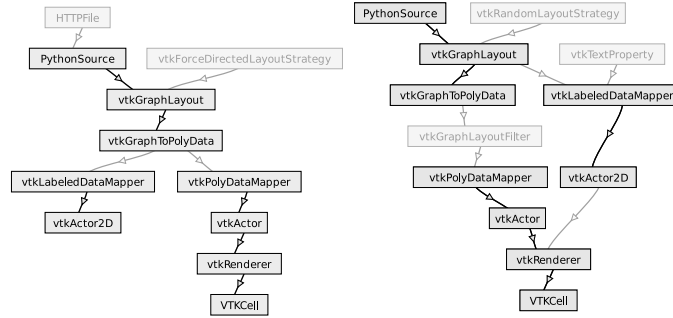 HTTPFile
PythonSource
vtkForceDirectedLayoutStrategy
vtkGraphLayout
vtkGraphToPolyData
vtkLabeledDataMapper
vtkPolyDataMapper
vtkActor2D
vtkActor
vtkRenderer
VTKCell
PythonSource
vtkRandomLayoutStrategy
vtkGraphLayout
vtkTextProperty
vtkGraphToPolyData
vtkLabeledDataMapper
vtkGraphLayoutFilter
vtkPolyDataMapper
vtkActor2D
vtkActor
vtkRenderer
VTKCell